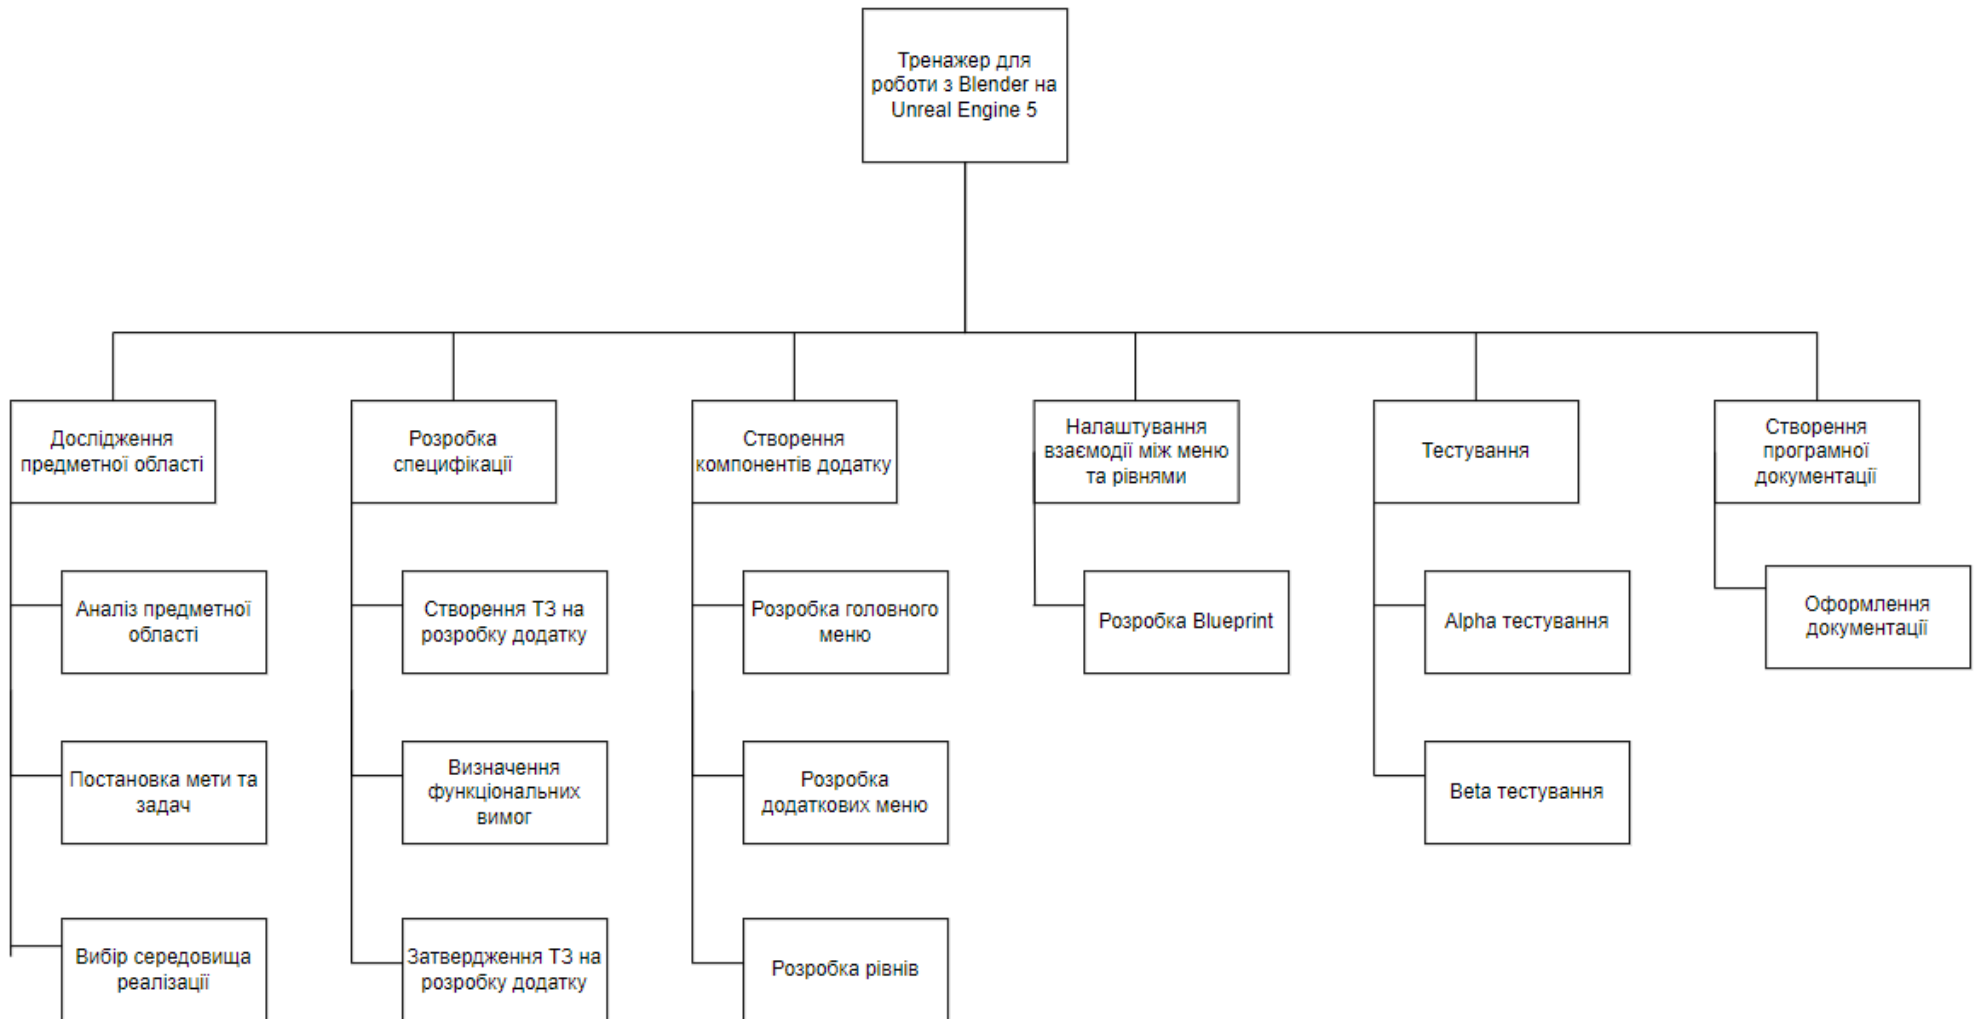 Тренажер для
роботи з Blender на
Unreal Engine 5
Дослідження
предметної області
Розробка
специфікації
Створення
компонентів додатку
Налаштування
взаємодії між меню
та рівнями
Тестування
Створення
програмної
документації
Аналіз предметної
області
Створення ТЗ на
розробку додатку
Розробка головного
меню
Розробка Blueprint
Alpha тестування
Оформлення
документації
Постановка мети та
задач
Визначення
функціональних
вимог
Розробка
додаткових меню
Beta тестування
Вибір середовища
реалізації
Затвердження ТЗ на
розробку додатку
Розробка рівнів